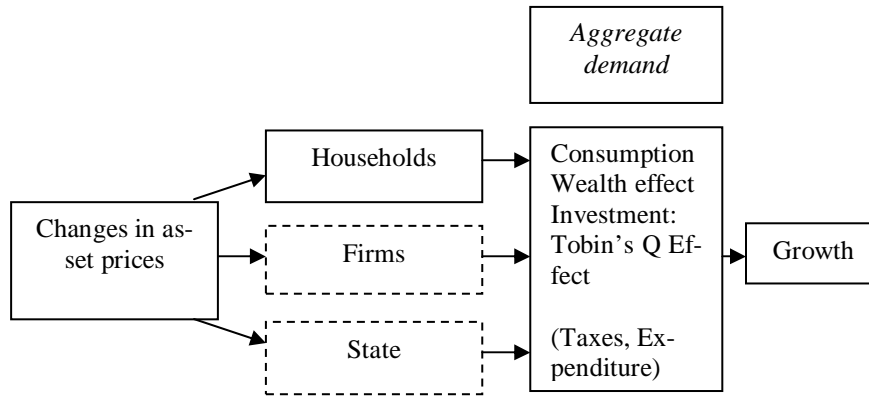 Aggregate
demand
Households
Consumption
Wealth effect
Investment:
Tobin’s Q Ef-
fect
(Taxes, Ex-
penditure)
Changes in as-
set prices
Firms
Growth
State